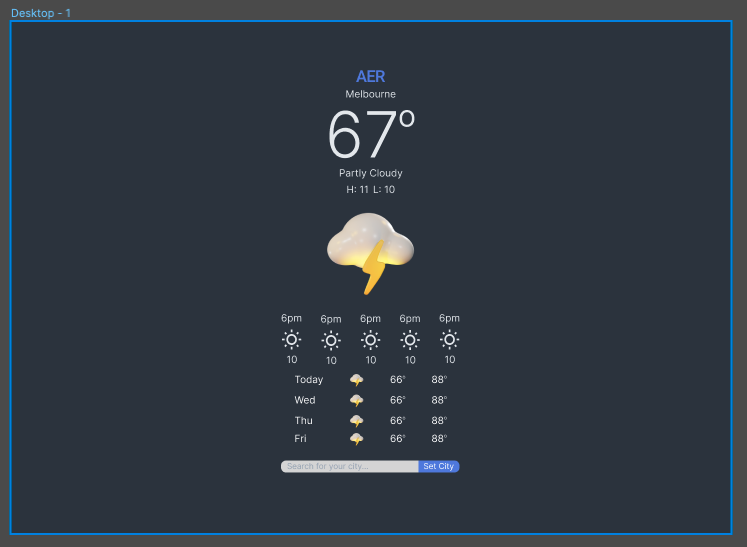 Desktop - 1
AER
Melbourne
67°
Partly Cloudy
H: 11 L: 10
6pm 6pm 6pm 6pm 6pm
10 10 10 10 10
Today 66° 88°
Wed 66° 88°
Thu 66° 88°
Fri 66° 88°
Search for your city... Set City